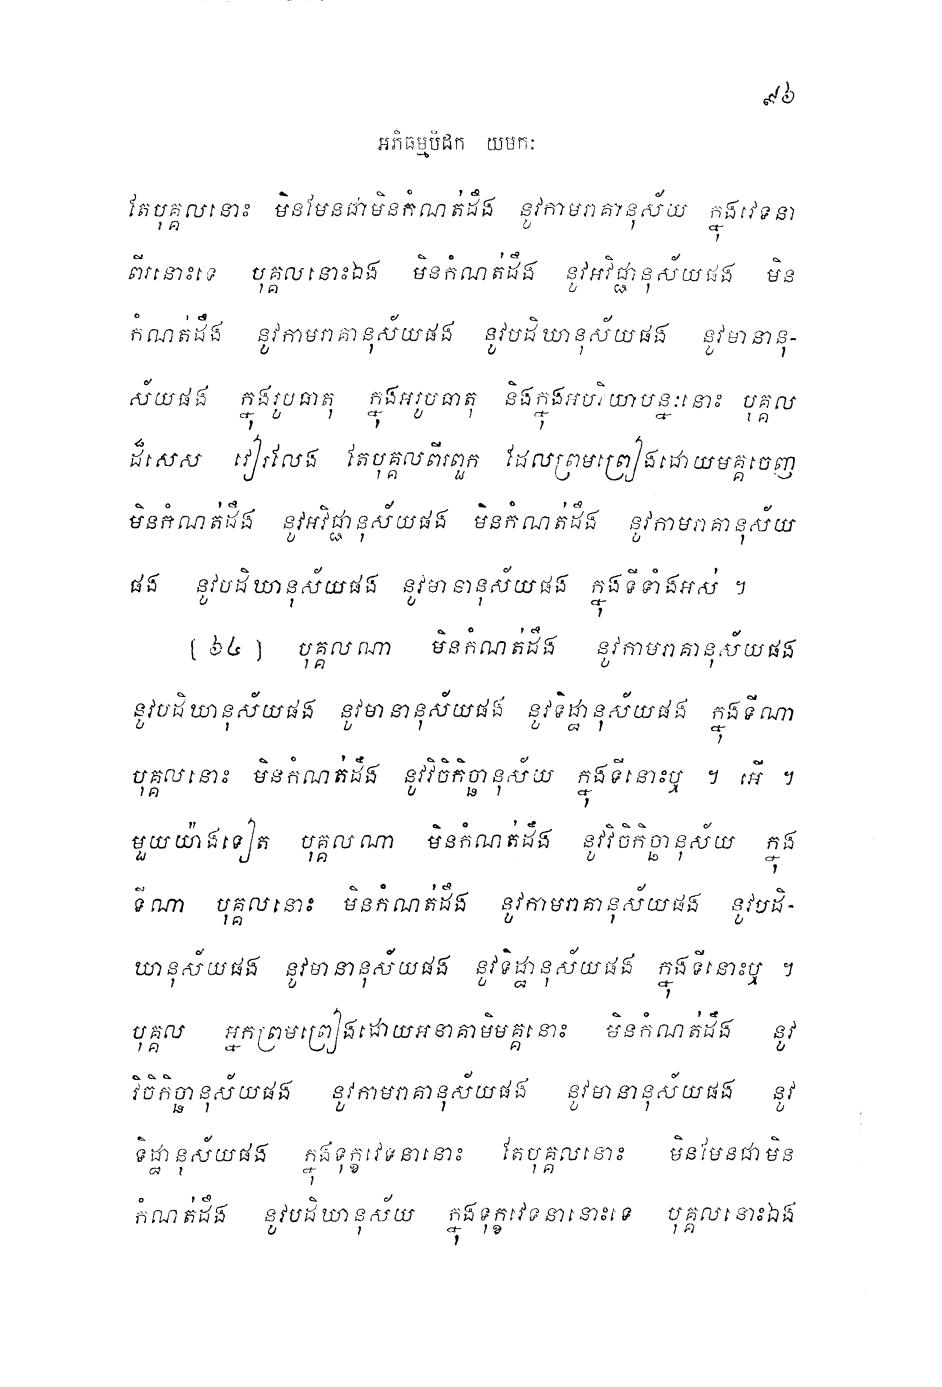 ៩៦
អភិធម្មបិដក យមកៈ
តែបុគ្គលនោះ មិនមែនជាមិនកំណត់ដឹង នូវកាមរាគានុស័យ ក្នុងវេទនា
ពីរនោះទេ បុគ្គលនោះឯង មិនកំណត់ដឹង នូវអវិជ្ជានុស័យផង មិន
កំណត់ដឹង នូវកាមរាគានុស័យផង នូវបដិឃានុស័យផង នូវមានានុ-
ស័យផង ក្នុងរូបធាតុ ក្នុងអរូបធាតុ និងក្នុងអបរិយាបន្នៈនោះ បុគ្គល
ដ៏សេស វៀរលែង តែបុគ្គលពីរពួក ដែលព្រមព្រៀងដោយមគ្គចេញ
មិនកំណត់ដឹង នូវអវិជ្ជានុស័យផង មិនកំណត់ដឹង នូវកាមរាគានុស័យ
ផង នូវបដិឃានុស័យផង នូវមានានុស័យផង ក្នុងទីទាំងអស់ ។
[ ៦៤ ] បុគ្គលណា មិនកំណត់ដឹង នូវកាមរាគានុស័យផង
នូវបដិឃានុស័យផង នូវមានានុស័យផង នូវទិដ្ឋានុស័យផង ក្នុងទីណា
បុគ្គលនោះ មិនកំណត់ដឹង នូវវិចិកិច្ឆានុស័យ ក្នុងទីនោះឬ ។ អើ ។
មួយយ៉ាងទៀត បុគ្គលណា មិនកំណត់ដឹង នូវវិចិកិច្ឆានុស័យ ក្នុង
ទីណា បុគ្គលនោះ មិនកំណត់ដឹង នូវកាមរាគានុស័យផង នូវបដិ-
ឃានុស័យផង នូវមានានុស័យផង នូវទិដ្ឋានុស័យផង ក្នុងទីនោះឬ ។
បុគ្គល អ្នកព្រមព្រៀងដោយអនាគាមិមគ្គនោះ មិនកំណត់ដឹង នូវ
វិចិកិច្ឆានុស័យផង នូវកាមរាគានុស័យផង នូវមានានុស័យផង នូវ
ទិដ្ឋានុស័យផង ក្នុងទុក្ខវេទនានោះ តែបុគ្គលនោះ មិនមែនជាមិន
កំណត់ដឹង នូវបដិឃានុស័យ ក្នុងទុក្ខវេទនានោះទេ បុគ្គលនោះឯង